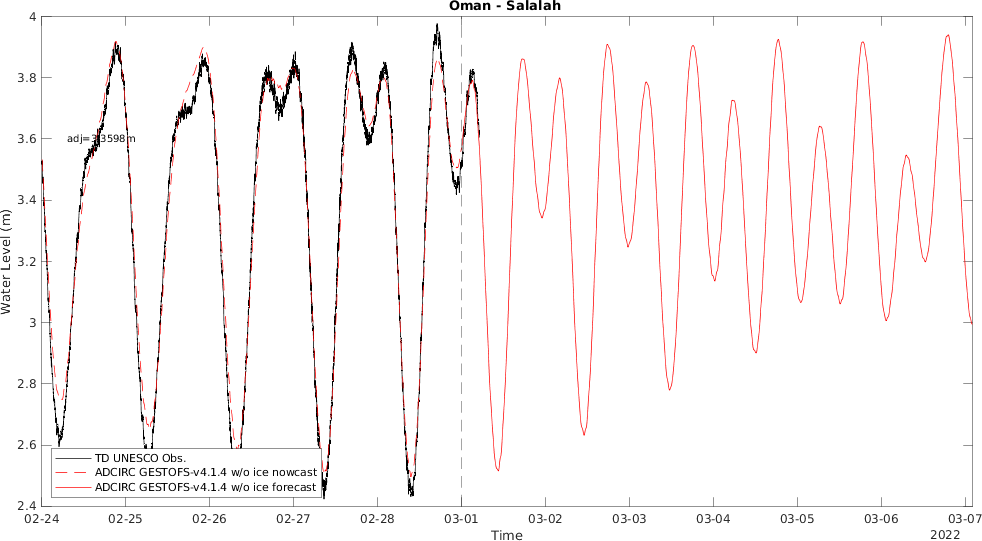 Oman - Salalah
4
3.8
3.6
3.4
3.2
3
2.8
2.6
2.4
Water Level (m)
adj=3.3598m
TD UNESCO Obs.
ADCIRC GESTOFS-v4.1.4 w/o ice nowcast
ADCIRC GESTOFS-v4.1.4 w/o ice forecast
02-24 02-25 02-26 02-27 02-28 03-01 03-02 03-03 03-04 03-05 03-06 03-07
Time
2022